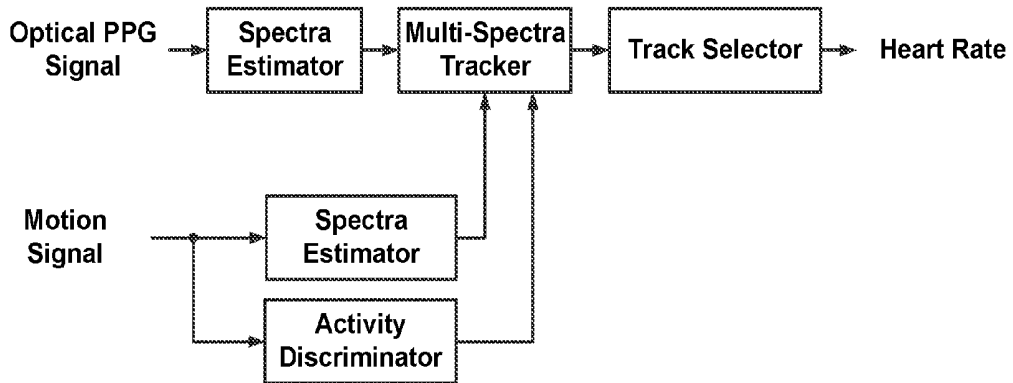 Optical PPG
Signal
Spectra
Estimator
Multi-Spectra
Tracker
Track Selector
Heart Rate
Motion
Signal
Spectra
Estimator
Activity
Discriminator